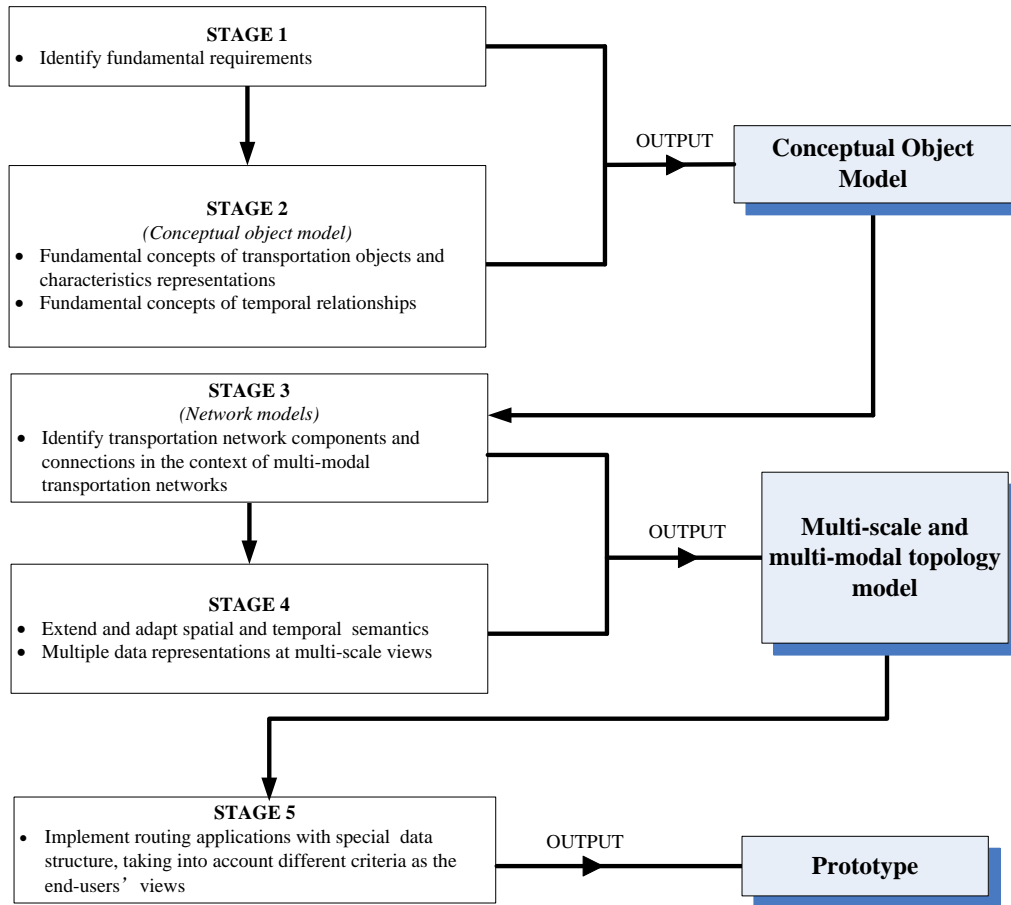 STAGE 1
• Identify fundamental requirements
OUTPUT
Conceptual Object
Model
STAGE 2
(Conceptual object model)
• Fundamental concepts of transportation objects and
characteristics representations
• Fundamental concepts of temporal relationships
STAGE 3
(Network models)
• Identify transportation network components and
connections in the context of multi-modal
transportation networks
OUTPUT
Multi-scale and
multi-modal topology
model
STAGE 4
• Extend and adapt spatial and temporal semantics
• Multiple data representations at multi-scale views
STAGE 5
• Implement routing applications with special data
structure, taking into account different criteria as the
end-users’ views
OUTPUT
Prototype